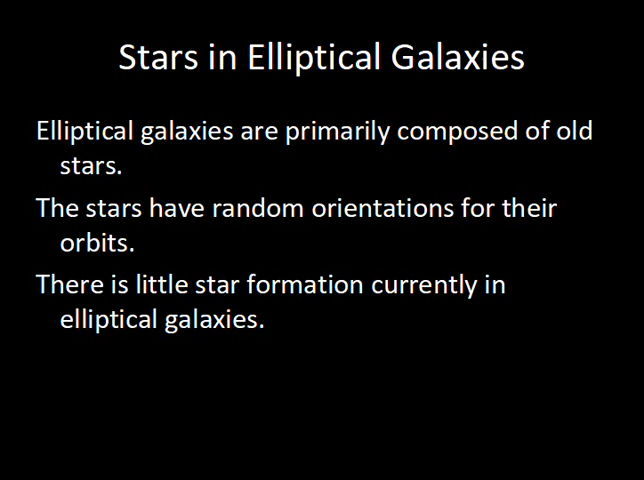 Stars in Elliptical Galaxies
Elliptical galaxies are primarily composed of old
stars.
The stars have random orientations for their
orbits.
There is little star formation currently in
elliptical galaxies.